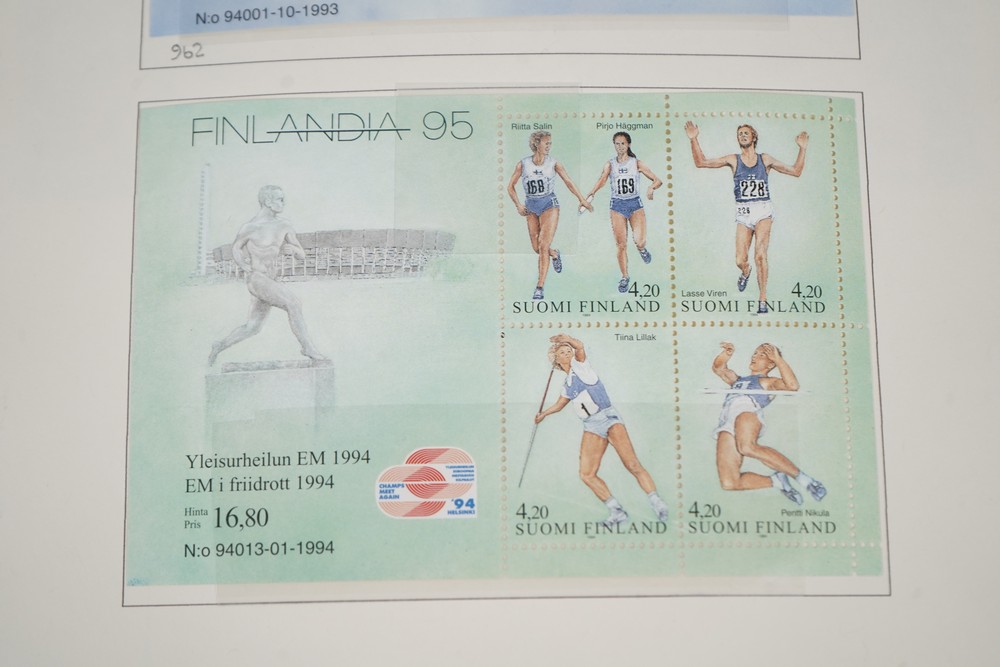 N:o 94001-10-1993
962
FINLANDIA 95
Riitta Salin
Pirjo Häggman
168
169
4,20
SUOMI FINLAND
228
228
Lasse Viren
4,20
SUOMI FINLAND
Tiina Lillak
1
4,20
SUOMI FINLAND
4,20
Pentti Nikula
SUOMI FINLAND
Yleisurheilun EM 1994
EM i friidrott 1994
Hinta
Pris
16,80
N:o 94013-01-1994
CHAMPS
MEET
AGAIN
'94
HELSINKI